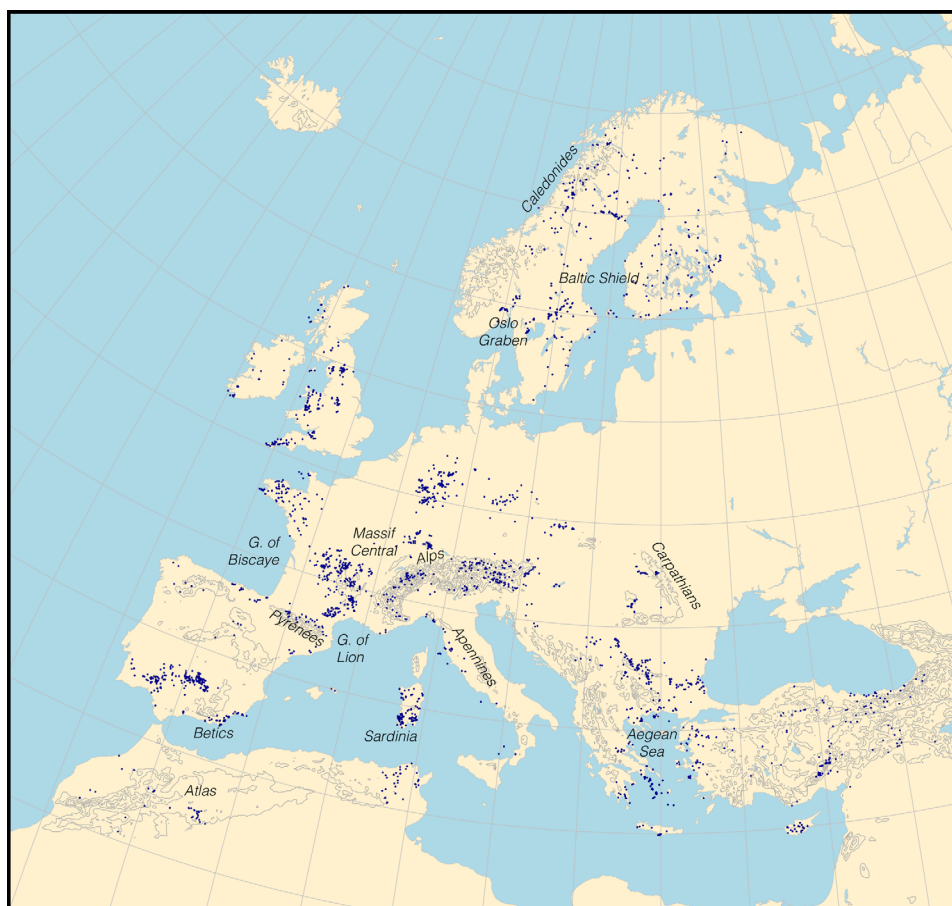 Caledonides
Baltic Shield
Oslo
Graben
Massif
Central
Alps
G. of
Biscaye
Carpathians
Pyrénées
G. of
Lion
Apennines
Betics
Sardinia
Aegean
Sea
Atlas